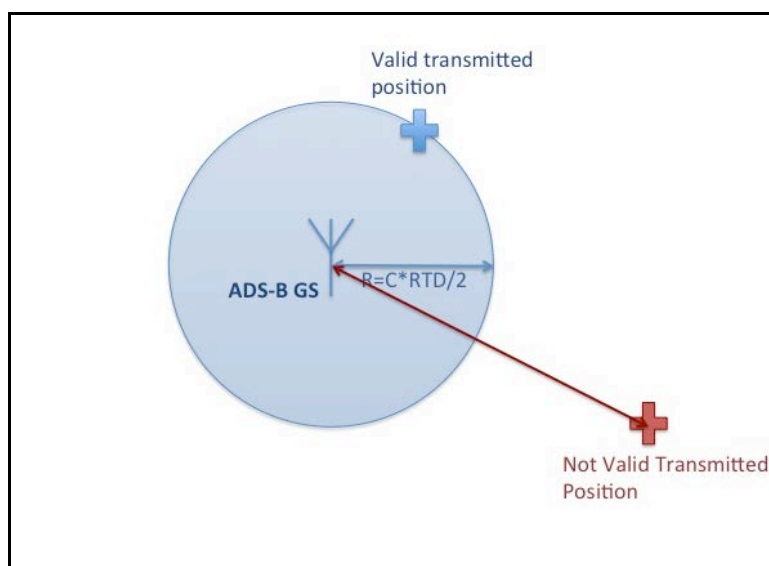 Valid transmitted
position
R=C*RTD/2
ADS-B GS
Not Valid Transmitted
Position